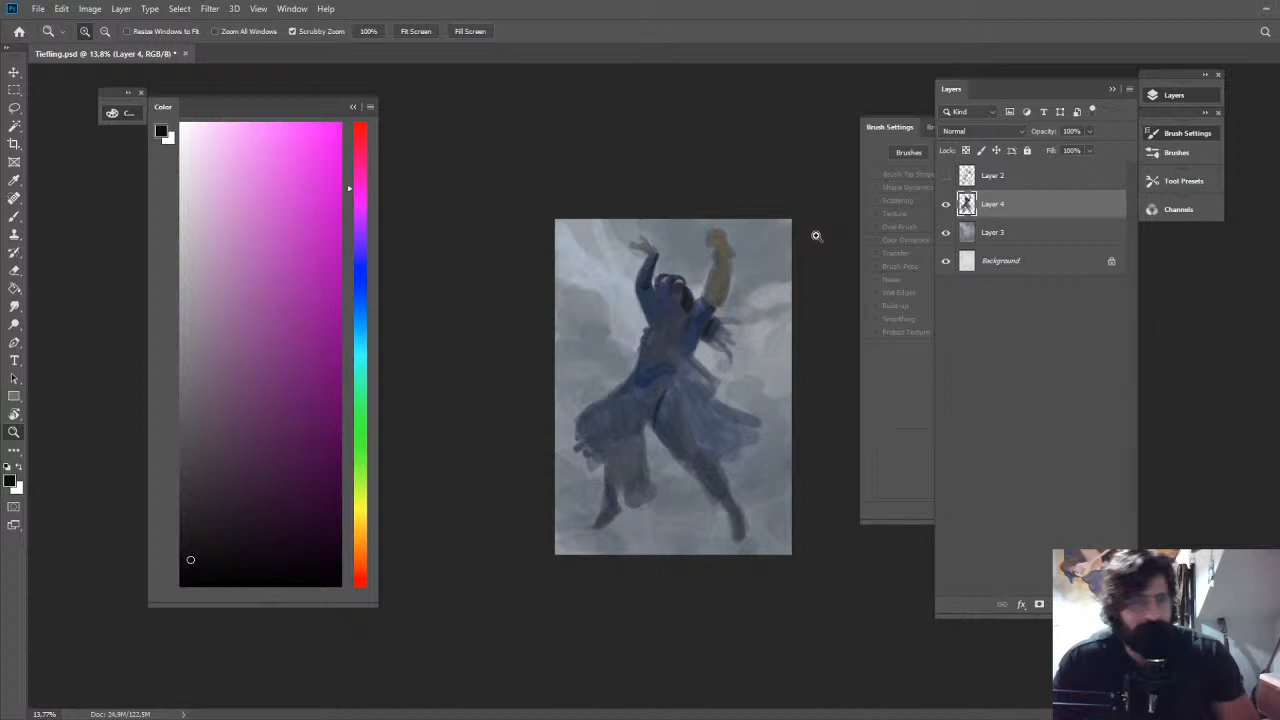 Ps File Edit Image Layer Type Select Filter 3D View Window Help
Resize Windows to Fit Zoom All Windows Scrubby Zoom 100% Fit Screen Fill Screen
Tiefling.psd @ 13,8% (Layer 4, RGB/8) *
C...
Color
Brush Settings
Brushes
Brush Tip Shape
Shape Dynamics
Scattering
Texture
Dual Brush
Color Dynamics
Transfer
Brush Pose
Noise
Wet Edges
Build-up
Smoothing
Protect Texture
Layers
Kind
Normal Opacity: 100%
Lock: Fill: 100%
Layer 2
Layer 4
Layer 3
Background
fx
Layers
Brush Settings
Brushes
Tool Presets
Channels
13,77% Doc: 24,9M/122,5M